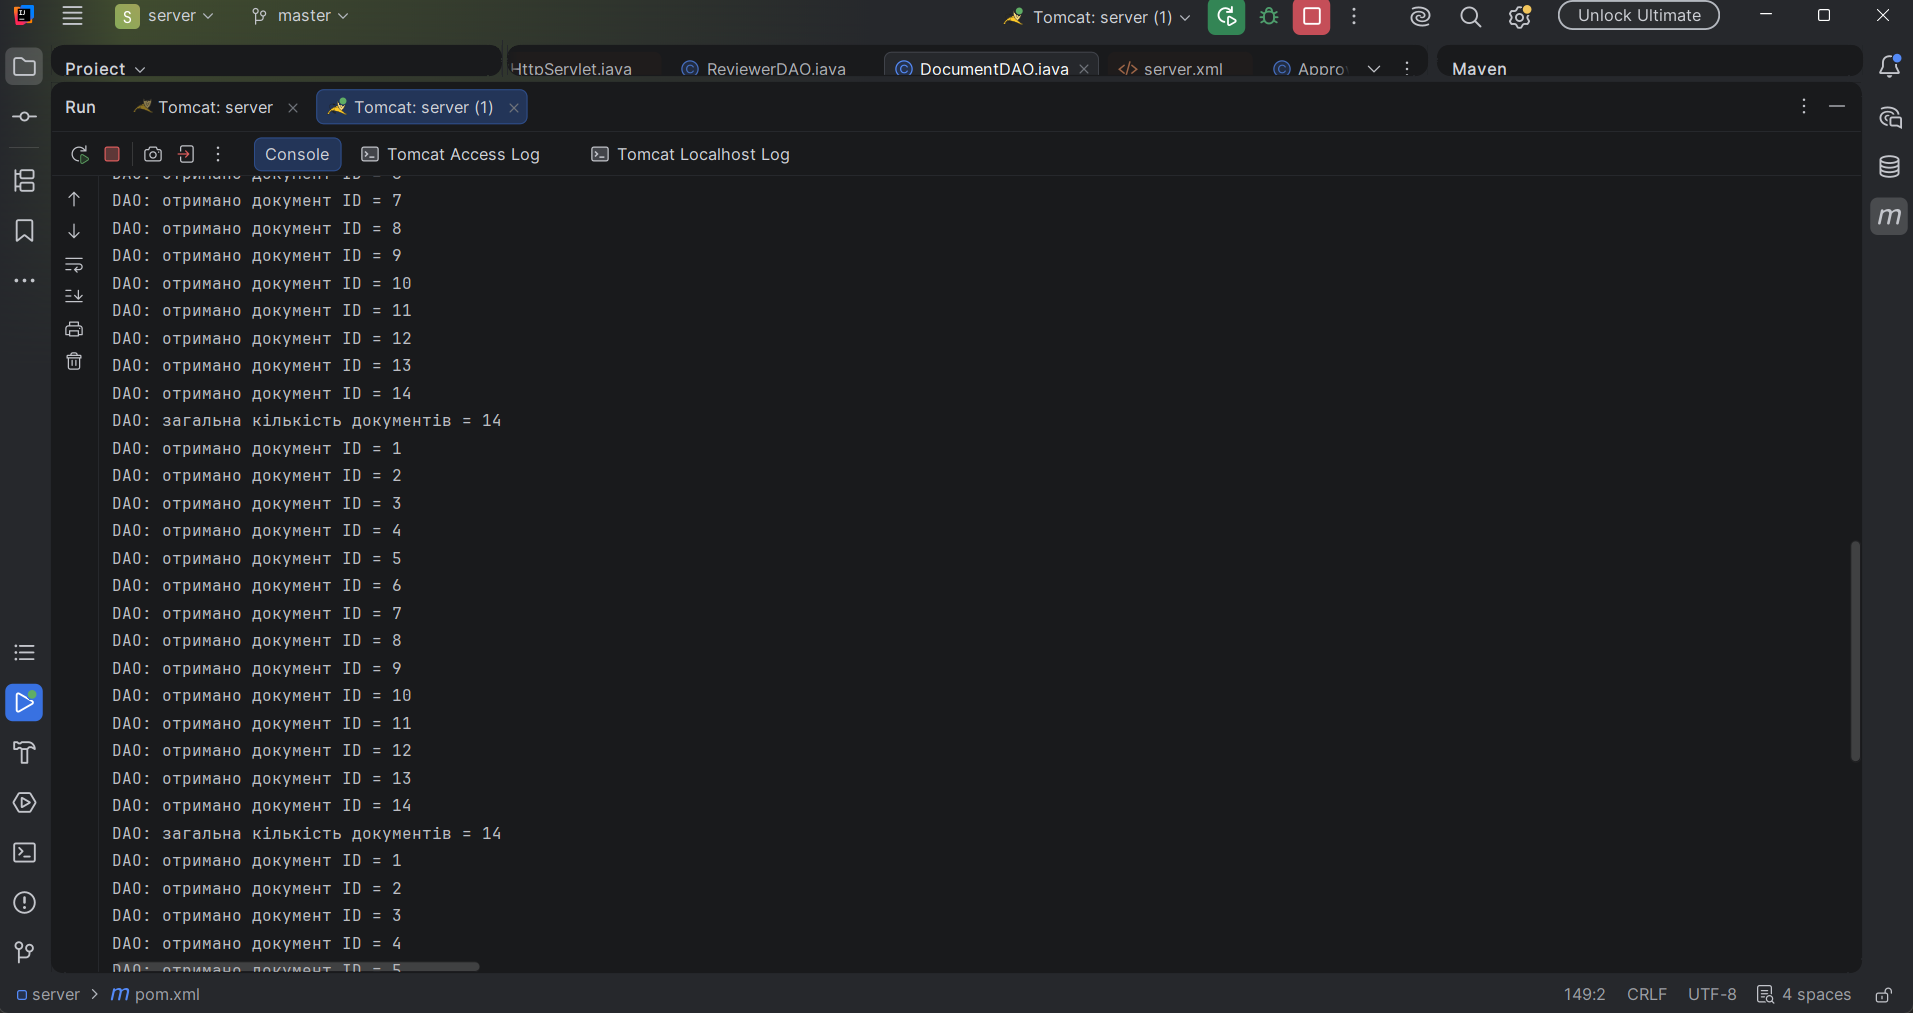 S server master Tomcat: server (1) Unlock Ultimate
Project HttpServlet.java ReviewerDAO.java DocumentDAO.java server.xml Appro Maven
Run Tomcat: server Tomcat: server (1)
Console Tomcat Access Log Tomcat Localhost Log
DAO: отримано документ ID = 7
DAO: отримано документ ID = 8
DAO: отримано документ ID = 9
DAO: отримано документ ID = 10
DAO: отримано документ ID = 11
DAO: отримано документ ID = 12
DAO: отримано документ ID = 13
DAO: отримано документ ID = 14
DAO: загальна кількість документів = 14
DAO: отримано документ ID = 1
DAO: отримано документ ID = 2
DAO: отримано документ ID = 3
DAO: отримано документ ID = 4
DAO: отримано документ ID = 5
DAO: отримано документ ID = 6
DAO: отримано документ ID = 7
DAO: отримано документ ID = 8
DAO: отримано документ ID = 9
DAO: отримано документ ID = 10
DAO: отримано документ ID = 11
DAO: отримано документ ID = 12
DAO: отримано документ ID = 13
DAO: отримано документ ID = 14
DAO: загальна кількість документів = 14
DAO: отримано документ ID = 1
DAO: отримано документ ID = 2
DAO: отримано документ ID = 3
DAO: отримано документ ID = 4
DAO: отримано документ ID = 5
server > m pom.xml 149:2 CRLF UTF-8 4 spaces